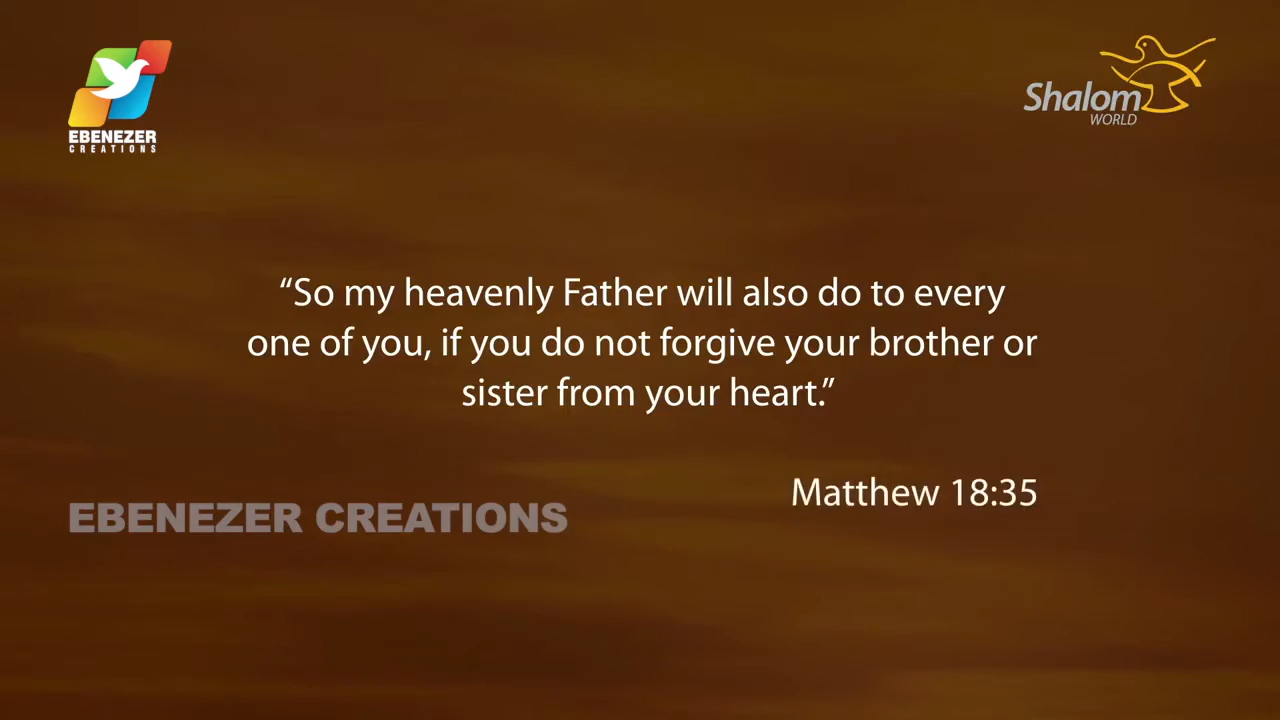 EBENEZER
CREATIONS
Shalom
WORLD
“So my heavenly Father will also do to every
one of you, if you do not forgive your brother or
sister from your heart.”
Matthew 18:35
EBENEZER CREATIONS